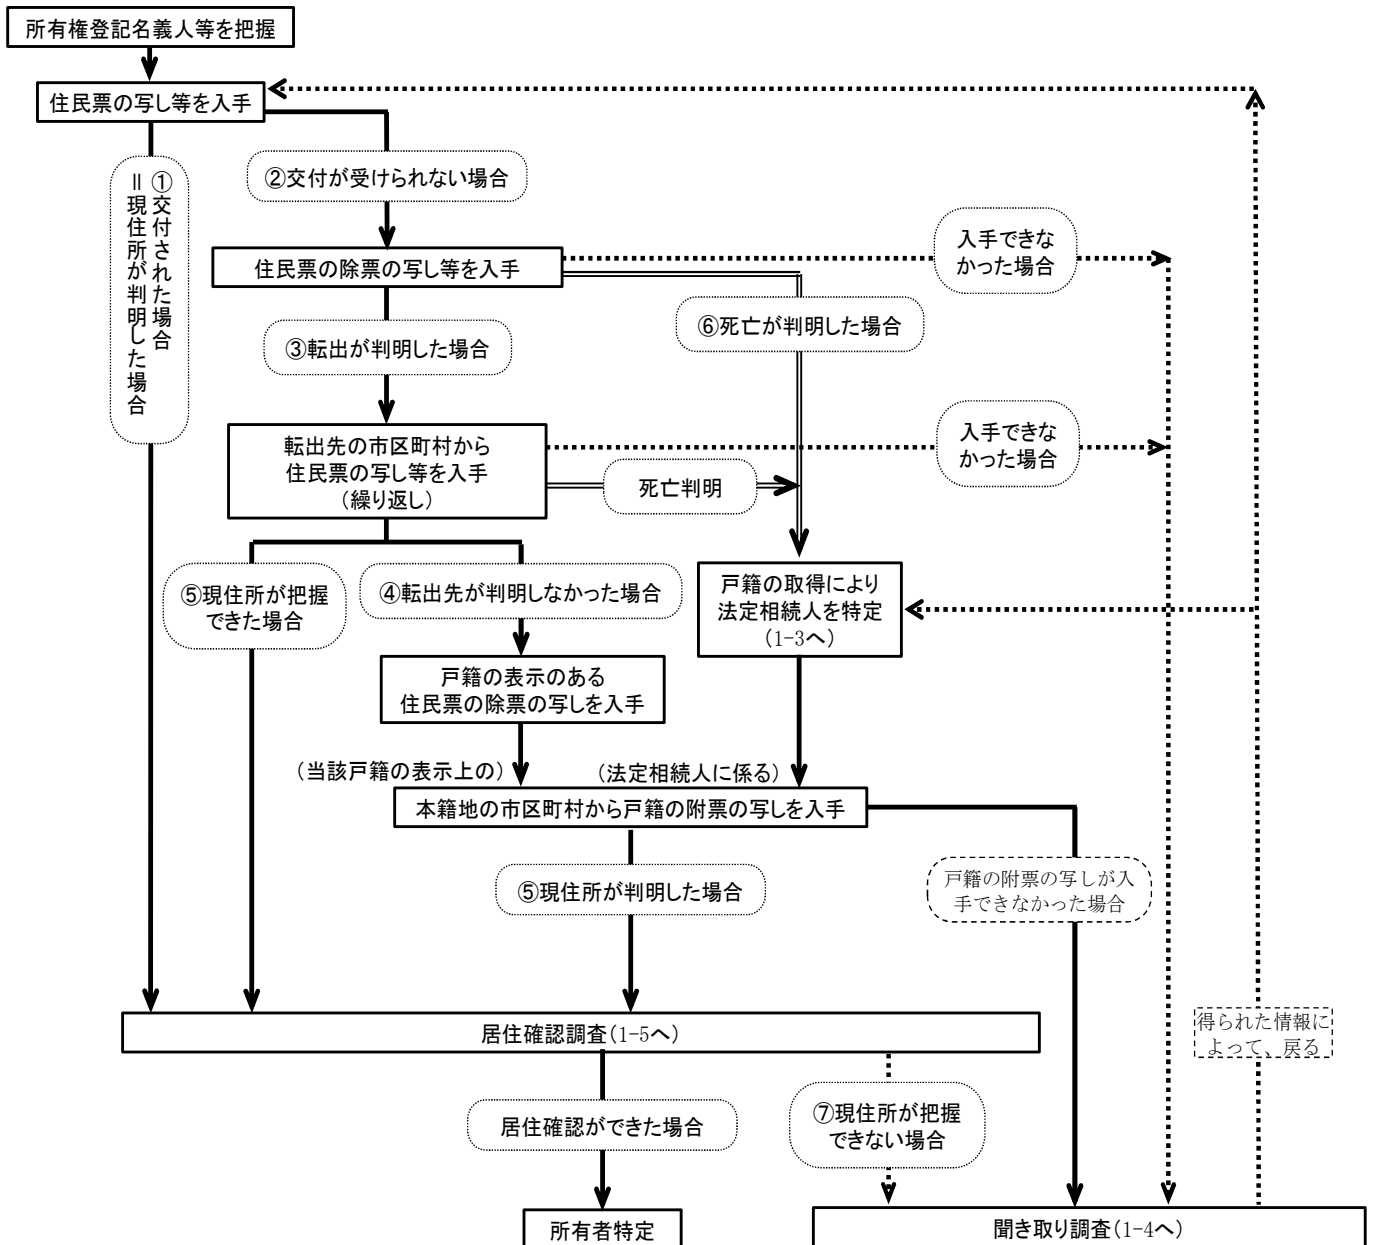 所有権登記名義人等を把握
住民票の写し等を入手
①交付された場合
＝現住所が判明した場合
②交付が受けられない場合
住民票の除票の写し等を入手
入手できな
かった場合
⑥死亡が判明した場合
③転出が判明した場合
転出先の市区町村から
住民票の写し等を入手
(繰り返し)
入手できな
かった場合
死亡判明
⑤現住所が把握
できた場合
④転出先が判明しなかった場合
戸籍の取得により
法定相続人を特定
(1-3へ)
戸籍の表示のある
住民票の除票の写しを入手
(当該戸籍の表示上の)
(法定相続人に係る)
本籍地の市区町村から戸籍の附票の写しを入手
⑤現住所が判明した場合
戸籍の附票の写しが入
手できなかった場合
居住確認調査(1-5へ)
得られた情報に
よって、戻る
居住確認ができた場合
⑦現住所が把握
できない場合
所有者特定
聞き取り調査(1-4へ)